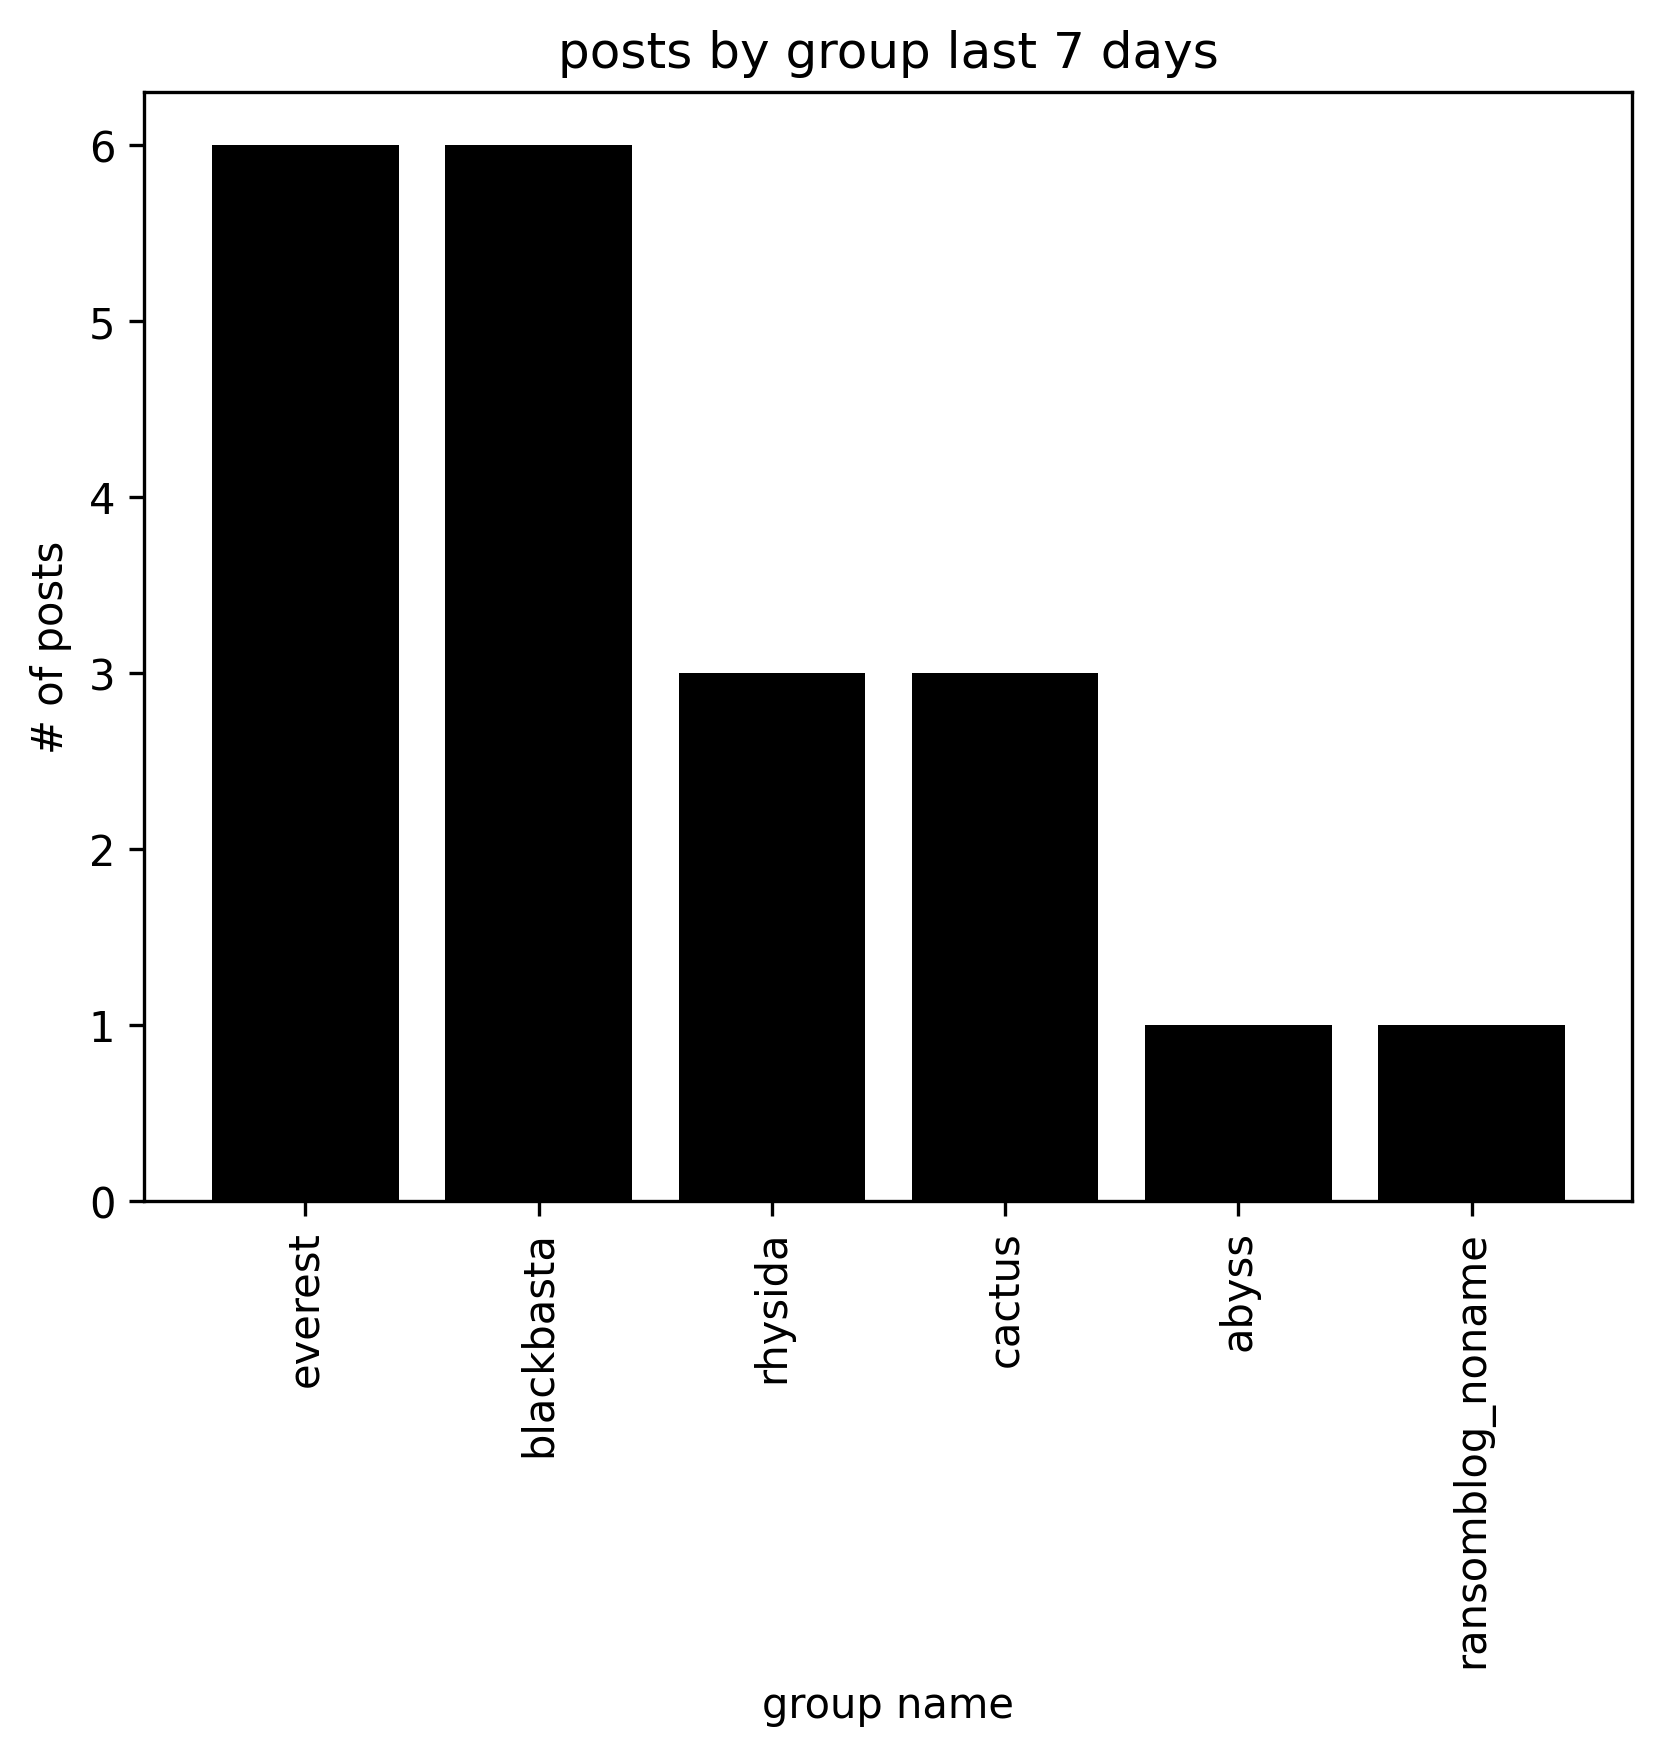 posts by group last 7 days
# of posts
6
5
4
3
2
1
0
everest
blackbasta
rhysida
cactus
abyss
ransomblog_noname
group name